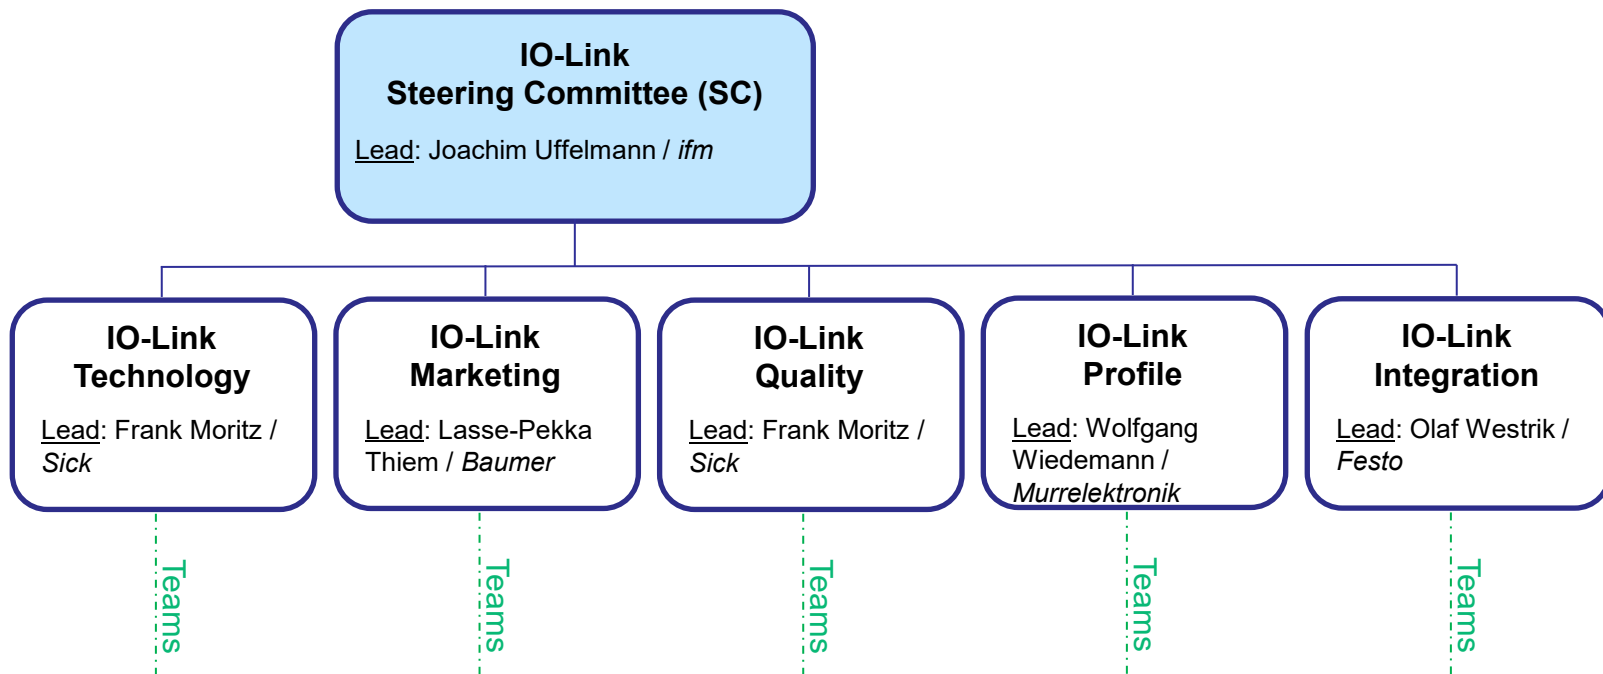 IO-Link
Steering Committee (SC)
Lead: Joachim Uffelmann / ifm
IO-Link
Technology
Lead: Frank Moritz /
Sick
IO-Link
Marketing
Lead: Lasse-Pekka
Thiem / Baumer
IO-Link
Quality
Lead: Frank Moritz /
Sick
IO-Link
Profile
Lead: Wolfgang
Wiedemann /
Murrelektronik
IO-Link
Integration
Lead: Olaf Westrik /
Festo
Teams
Teams
Teams
Teams
Teams